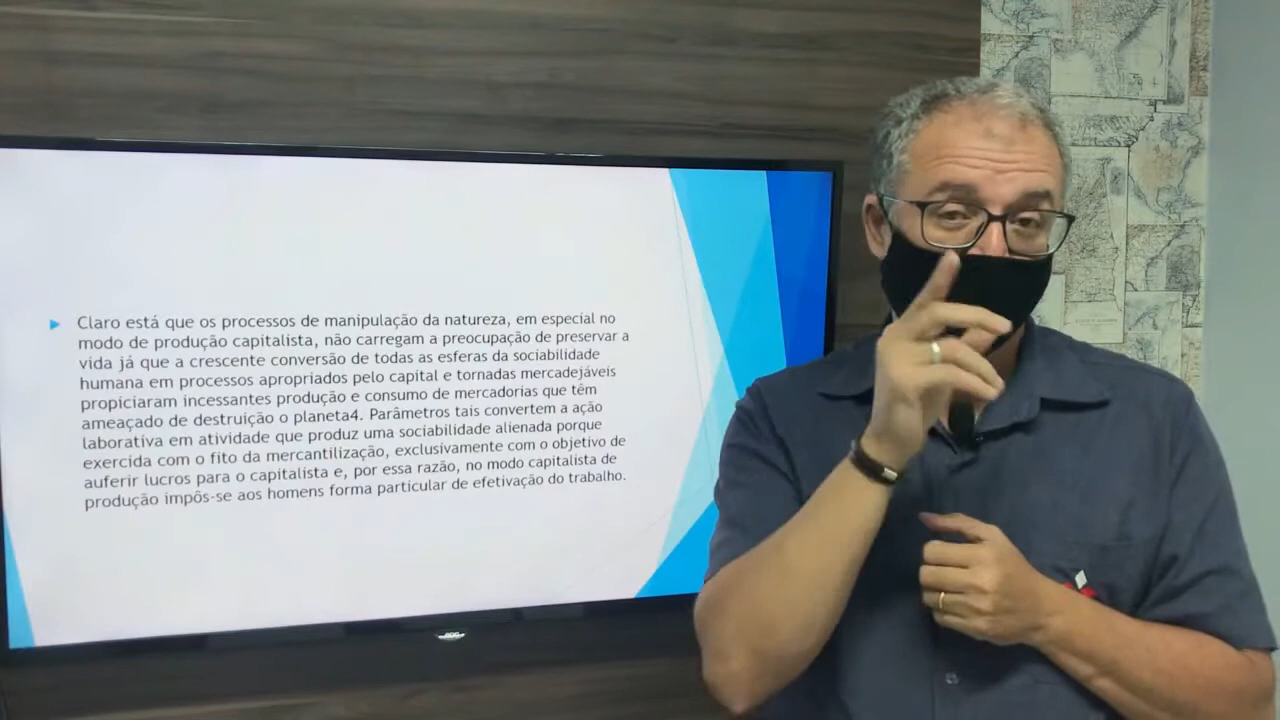 Claro está que os processos de manipulação da natureza, em especial no
modo de produção capitalista, não carregam a preocupação de preservar a
vida já que a crescente conversão de todas as esferas da sociabilidade
humana em processos apropriados pelo capital e tornadas mercadejáveis
propiciaram incessantes produção e consumo de mercadorias que têm
ameaçado de destruição o planeta4. Parâmetros tais convertem a ação
laborativa em atividade que produz uma sociabilidade alienada porque
exercida com o fito da mercantilização, exclusivamente com o objetivo de
auferir lucros para o capitalista e, por essa razão, no modo capitalista de
produção impôs-se aos homens forma particular de efetivação do trabalho.
AOC